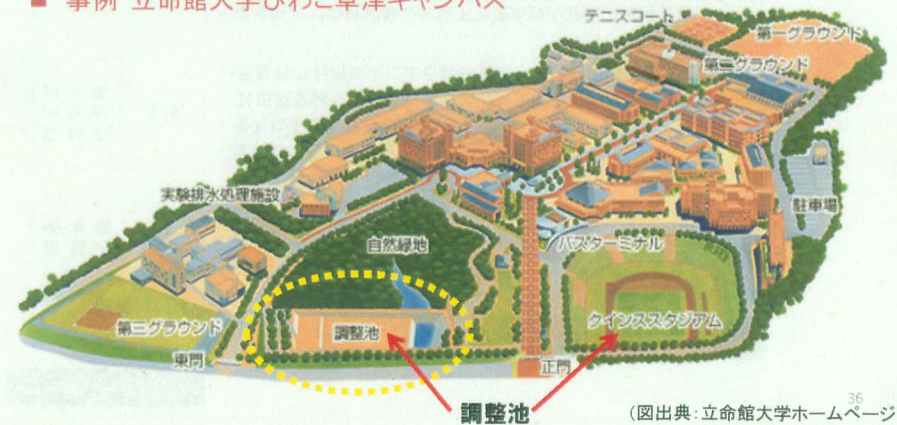 ■ 事例 立命館大学びわこ草津キャンパス
テニスコート
第一グラウンド
第二グラウンド
実験排水処理施設
駐車場
自然緑地
バスターミナル
第三グラウンド
調整池
クインススタジアム
東門
正門
調整池
36
(図出典:立命館大学ホームページ